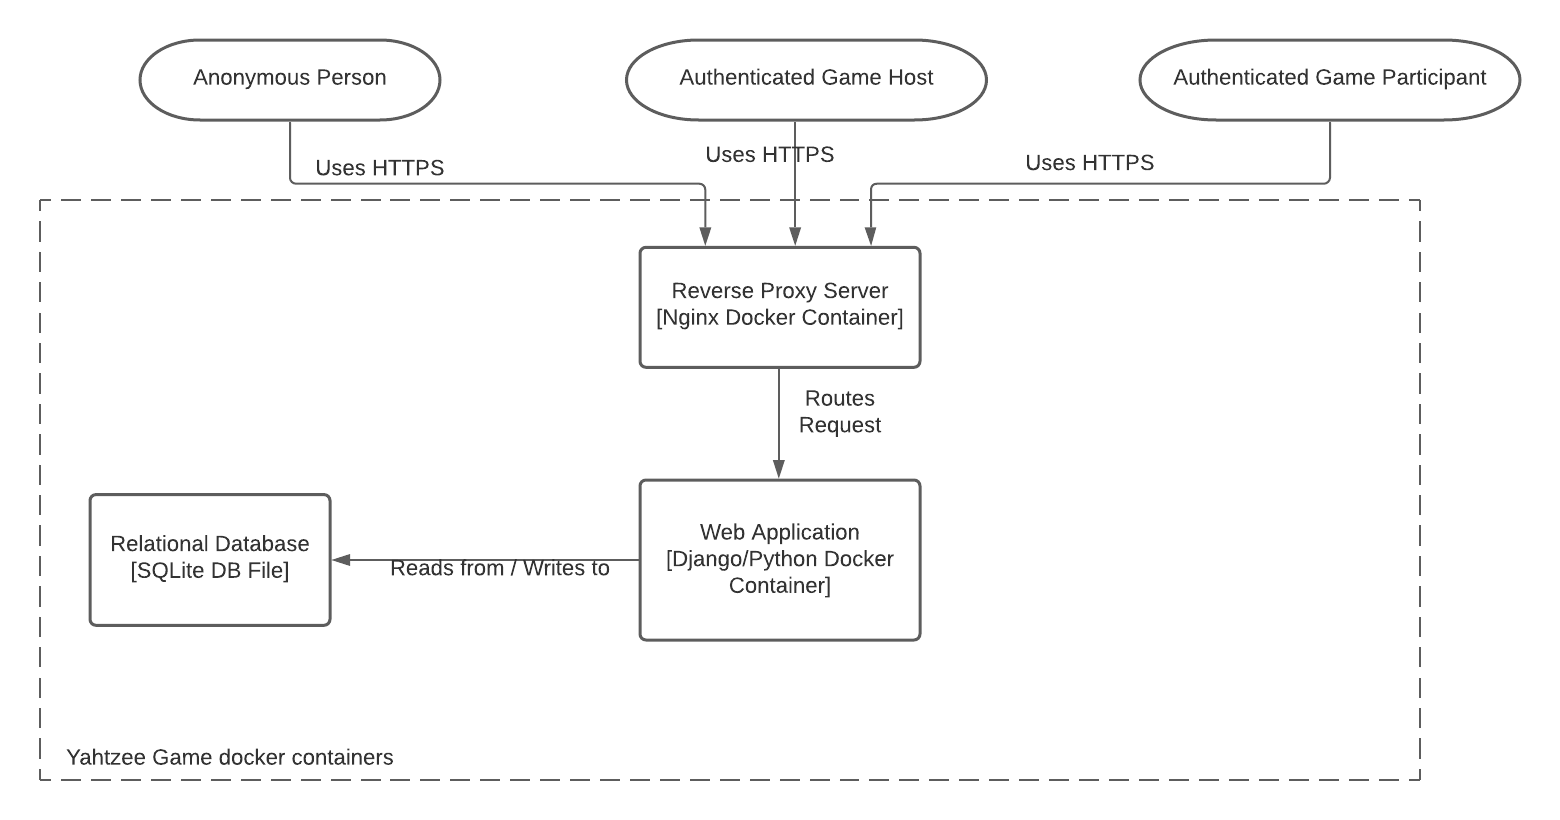 Anonymous Person
Authenticated Game Host
Authenticated Game Participant
Uses HTTPS
Uses HTTPS
Uses HTTPS
Reverse Proxy Server
[Nginx Docker Container]
Routes
Request
Web Application
[Django/Python Docker
Container]
Relational Database
[SQLite DB File]
Reads from / Writes to
Yahtzee Game docker containers